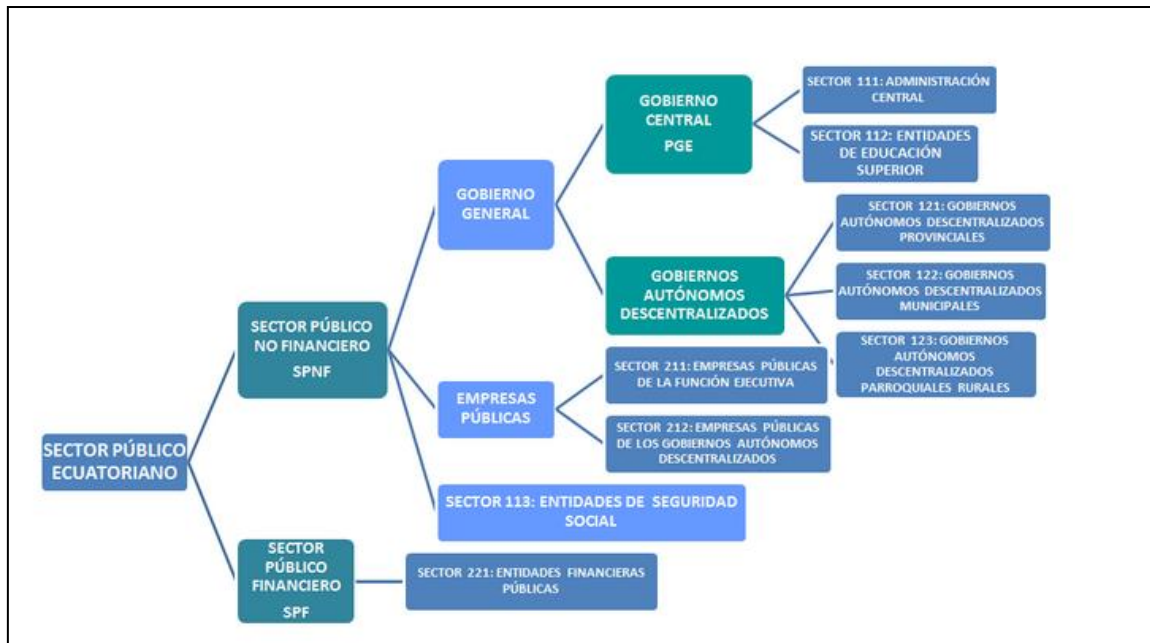 SECTOR PÚBLICO
ECUATORIANO
SECTOR PÚBLICO
NO FINANCIERO
SPNF
GOBIERNO
GENERAL
GOBIERNO
CENTRAL
PGE
SECTOR 111: ADMINISTRACIÓN
CENTRAL
SECTOR 112: ENTIDADES
DE EDUCACIÓN
SUPERIOR
GOBIERNOS
AUTÓNOMOS
DESCENTRALIZADOS
SECTOR 121: GOBIERNOS
AUTÓNOMOS DESCENTRALIZADOS
PROVINCIALES
SECTOR 122: GOBIERNOS
AUTÓNOMOS DESCENTRALIZADOS
MUNICIPALES
SECTOR 123: GOBIERNOS
AUTÓNOMOS
DESCENTRALIZADOS
PARROQUIALES RURALES
EMPRESAS
PÚBLICAS
SECTOR 211: EMPRESAS PÚBLICAS
DE LA FUNCIÓN EJECUTIVA
SECTOR 212: EMPRESAS PÚBLICAS
DE LOS GOBIERNOS AUTÓNOMOS
DESCENTRALIZADOS
SECTOR 113: ENTIDADES DE SEGURIDAD
SOCIAL
SECTOR
PÚBLICO
FINANCIERO
SPF
SECTOR 221: ENTIDADES FINANCIERAS
PÚBLICAS